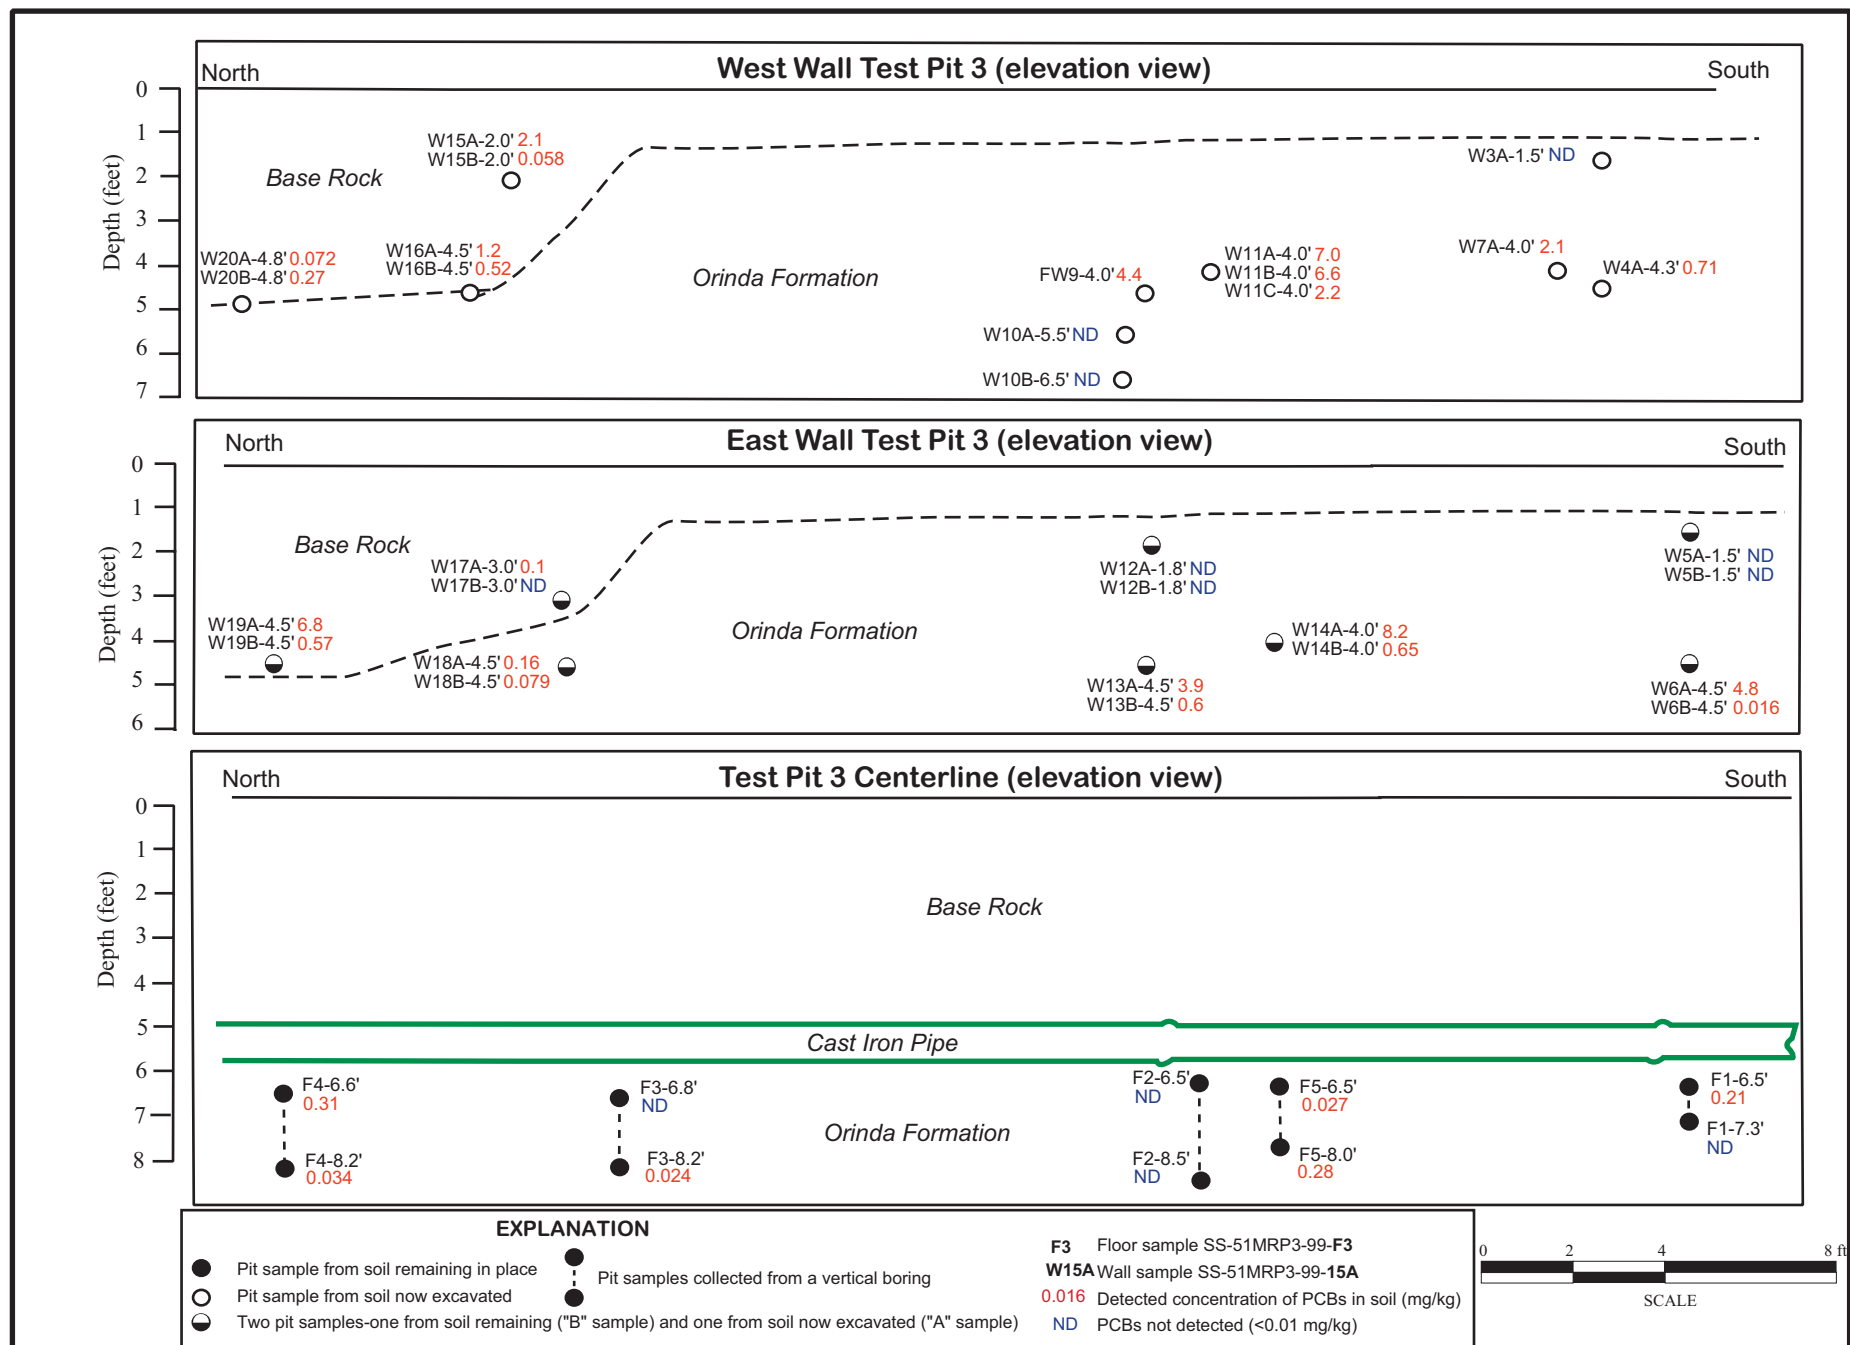 West Wall Test Pit 3 (elevation view)
North
South
Depth (feet)
0
1
2
3
4
5
6
7
W15A-2.0' 2.1
W15B-2.0' 0.058
Base Rock
W3A-1.5' ND
W20A-4.8' 0.072
W20B-4.8' 0.27
W16A-4.5' 1.2
W16B-4.5' 0.52
Orinda Formation
FW9-4.0' 4.4
W11A-4.0' 7.0
W11B-4.0' 6.6
W11C-4.0' 2.2
W7A-4.0' 2.1
W4A-4.3' 0.71
W10A-5.5' ND
W10B-6.5' ND
East Wall Test Pit 3 (elevation view)
North
South
Depth (feet)
0
1
2
3
4
5
6
Base Rock
W17A-3.0' 0.1
W17B-3.0' ND
W12A-1.8' ND
W12B-1.8' ND
W5A-1.5' ND
W5B-1.5' ND
W19A-4.5' 6.8
W19B-4.5' 0.57
Orinda Formation
W14A-4.0' 8.2
W14B-4.0' 0.65
W18A-4.5' 0.16
W18B-4.5' 0.079
W13A-4.5' 3.9
W13B-4.5' 0.6
W6A-4.5' 4.8
W6B-4.5' 0.016
Test Pit 3 Centerline (elevation view)
North
South
Depth (feet)
0
1
2
3
4
5
6
7
8
Base Rock
Cast Iron Pipe
F4-6.6'
0.31
F3-6.8'
ND
F2-6.5'
ND
F5-6.5'
0.027
F1-6.5'
0.21
Orinda Formation
F1-7.3'
ND
F4-8.2'
0.034
F3-8.2'
0.024
F2-8.5'
ND
F5-8.0'
0.28
EXPLANATION
Pit sample from soil remaining in place
Pit sample from soil now excavated
Two pit samples-one from soil remaining ("B" sample) and one from soil now excavated ("A" sample)
Pit samples collected from a vertical boring
F3 Floor sample SS-51MRP3-99-F3
W15A Wall sample SS-51MRP3-99-15A
0.016 Detected concentration of PCBs in soil (mg/kg)
ND PCBs not detected (<0.01 mg/kg)
0 2 4 8 ft
SCALE